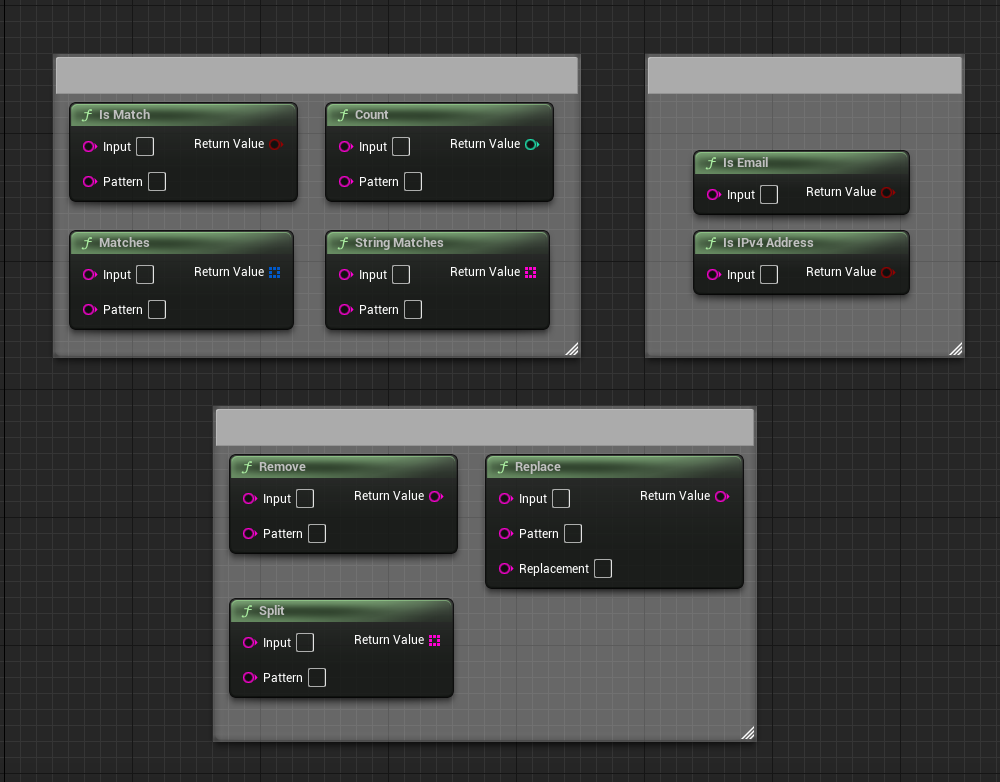 Is Match
Input
Return Value
Pattern
Count
Input
Return Value
Pattern
Matches
Input
Return Value
Pattern
String Matches
Input
Return Value
Pattern
Is Email
Input
Return Value
Is IPv4 Address
Input
Return Value
Remove
Input
Return Value
Pattern
Replace
Input
Return Value
Pattern
Replacement
Split
Input
Return Value
Pattern